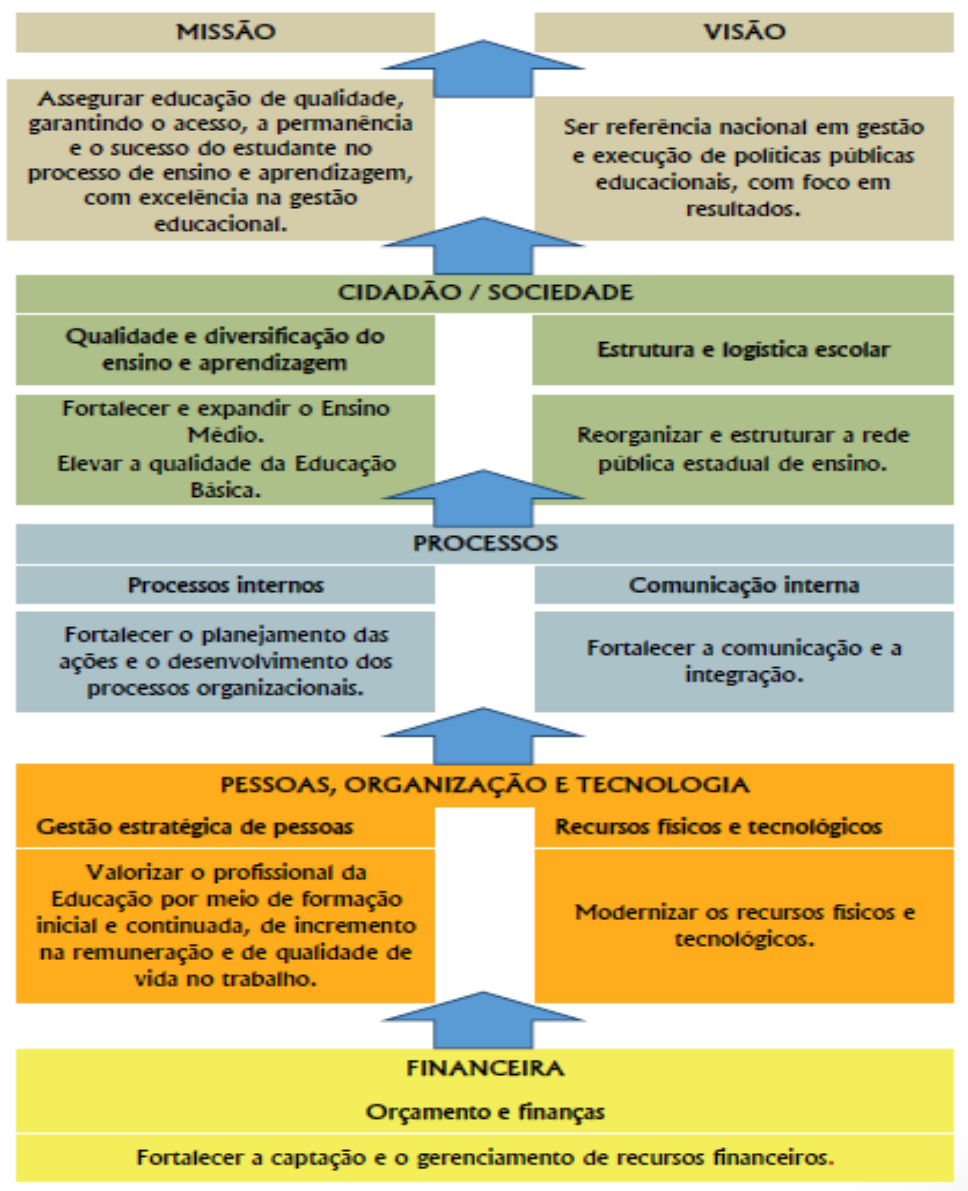 MISSÃO
Assegurar educação de qualidade,
garantindo o acesso, a permanência
e o sucesso do estudante no
processo de ensino e aprendizagem,
com excelência na gestão
educacional.
VISÃO
Ser referência nacional em gestão
e execução de políticas públicas
educacionais, com foco em
resultados.
CIDADÃO / SOCIEDADE
Qualidade e diversificação do
ensino e aprendizagem
Fortalecer e expandir o Ensino
Médio.
Elevar a qualidade da Educação
Básica.
Estrutura e logística escolar
Reorganizar e estruturar a rede
pública estadual de ensino.
PROCESSOS
Processos internos
Fortalecer o planejamento das
ações e o desenvolvimento dos
processos organizacionais.
Comunicação interna
Fortalecer a comunicação e a
integração.
PESSOAS, ORGANIZAÇÃO E TECNOLOGIA
Gestão estratégica de pessoas
Valorizar o profissional da
Educação por meio de formação
inicial e continuada, de incremento
na remuneração e de qualidade de
vida no trabalho.
Recursos físicos e tecnológicos
Modernizar os recursos físicos e
tecnológicos.
FINANCEIRA
Orçamento e finanças
Fortalecer a captação e o gerenciamento de recursos financeiros.